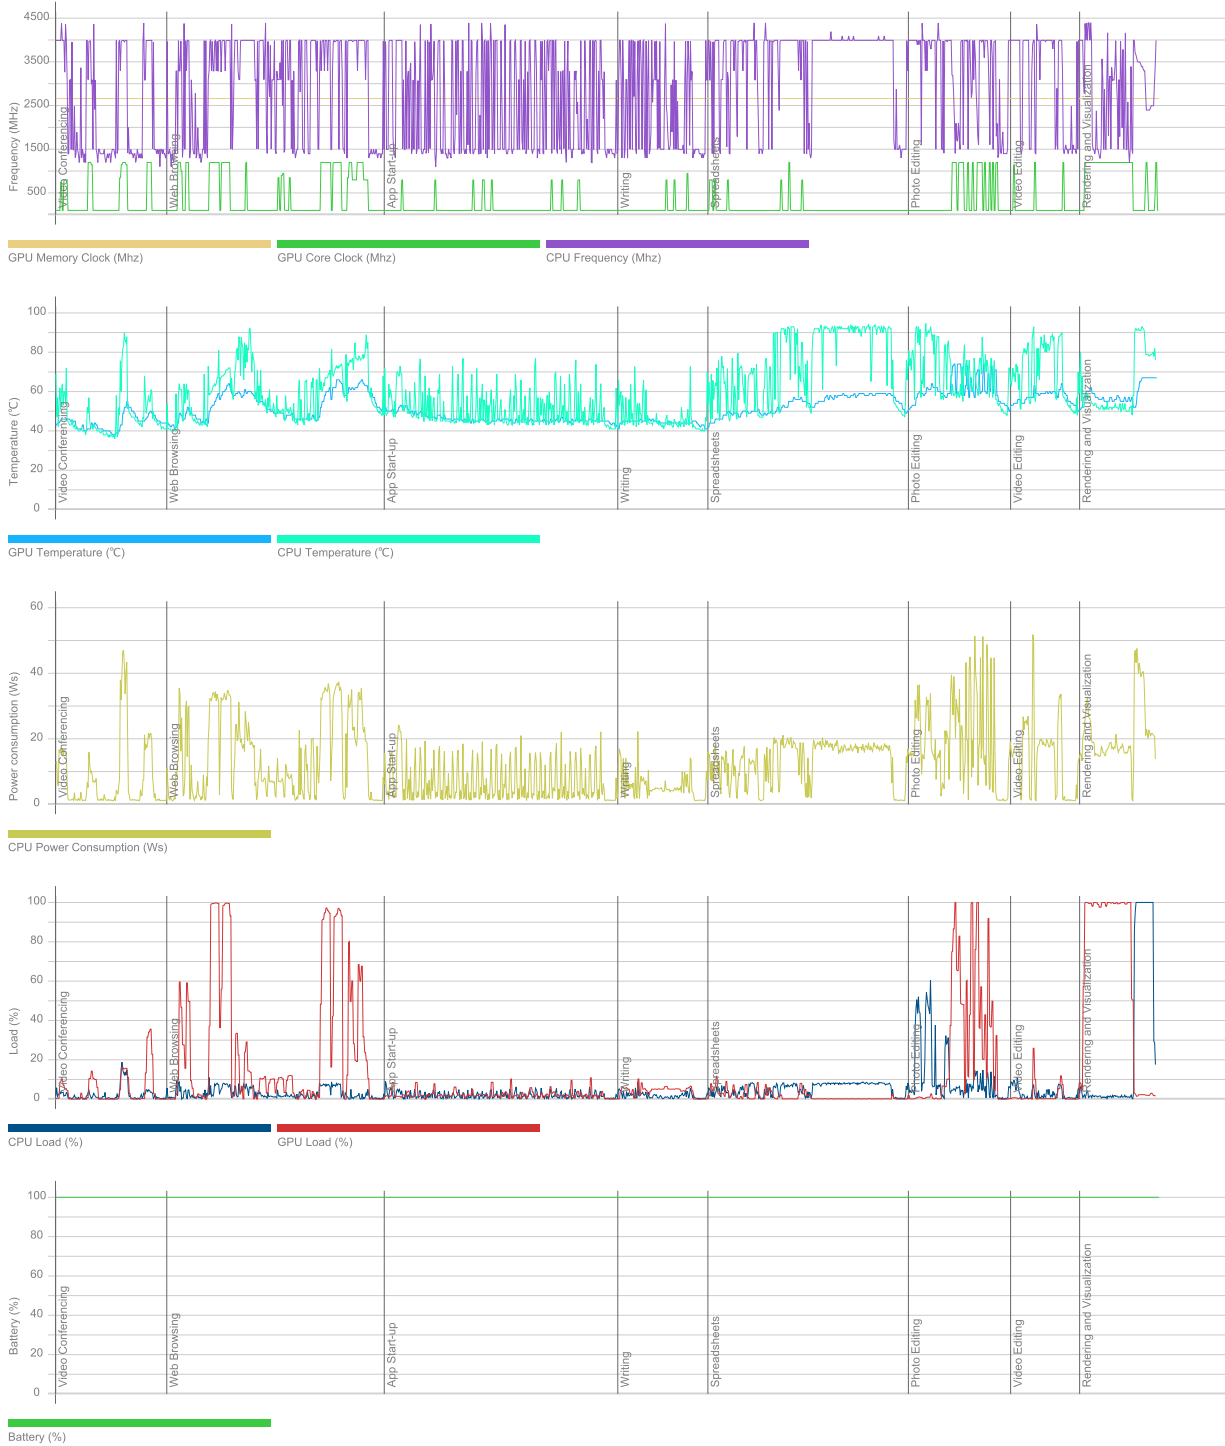 Frequency (MHz)
4500
3500
2500
1500
500
Video Conferencing
Web Browsing
App Start-up
Writing
Spreadsheets
Photo Editing
Video Editing
Rendering and Visualization
GPU Memory Clock (Mhz)
GPU Core Clock (Mhz)
CPU Frequency (Mhz)
Temperature (℃)
100
80
60
40
20
0
Video Conferencing
Web Browsing
App Start-up
Writing
Spreadsheets
Photo Editing
Video Editing
Rendering and Visualization
GPU Temperature (℃)
CPU Temperature (℃)
Power consumption (Ws)
60
40
20
0
Video Conferencing
Web Browsing
App Start-up
Writing
Spreadsheets
Photo Editing
Video Editing
Rendering and Visualization
CPU Power Consumption (Ws)
Load (%)
100
80
60
40
20
0
Video Conferencing
Web Browsing
App Start-up
Writing
Spreadsheets
Photo Editing
Video Editing
Rendering and Visualization
CPU Load (%)
GPU Load (%)
Battery (%)
100
80
60
40
20
0
Video Conferencing
Web Browsing
App Start-up
Writing
Spreadsheets
Photo Editing
Video Editing
Rendering and Visualization
Battery (%)